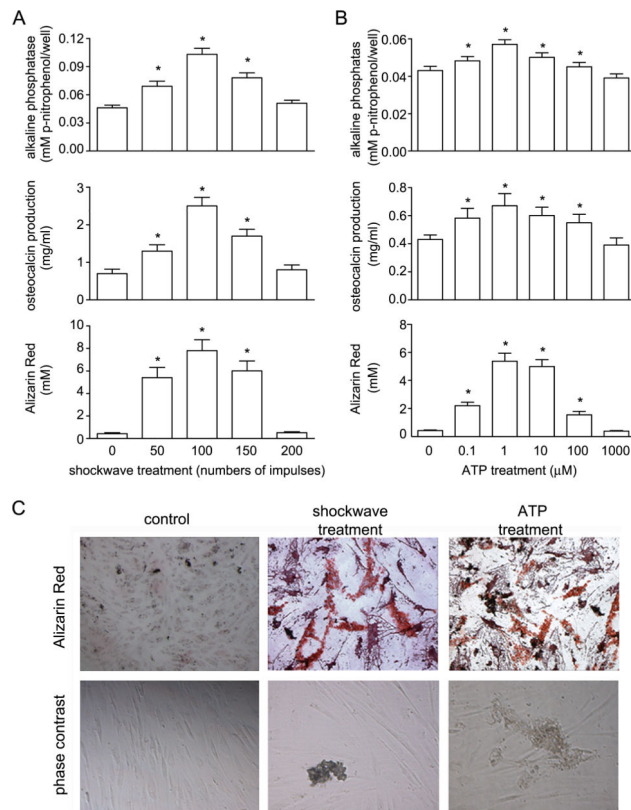 A
alkaline phosphatase
(mM p-nitrophenol/well)
0.12
0.09
0.06
0.03
0.00
* * *
osteocalcin production
(mg/ml)
3
2
1
0
* * *
Alizarin Red
(mM)
10
8
6
4
2
0
* * *
0 50 100 150 200
shockwave treatment (numbers of impulses)
B
alkaline phosphatas
(mM p-nitrophenol/well)
0.06
0.04
0.02
0.00
* * * *
osteocalcin production
(mg/ml)
0.8
0.6
0.4
0.2
0.0
* * * *
Alizarin Red
(mM)
6
4
2
0
* * * *
0 0.1 1 10 100 1000
ATP treatment (μM)
C
control
shockwave
treatment
ATP
treatment
Alizarin Red
phase contrast